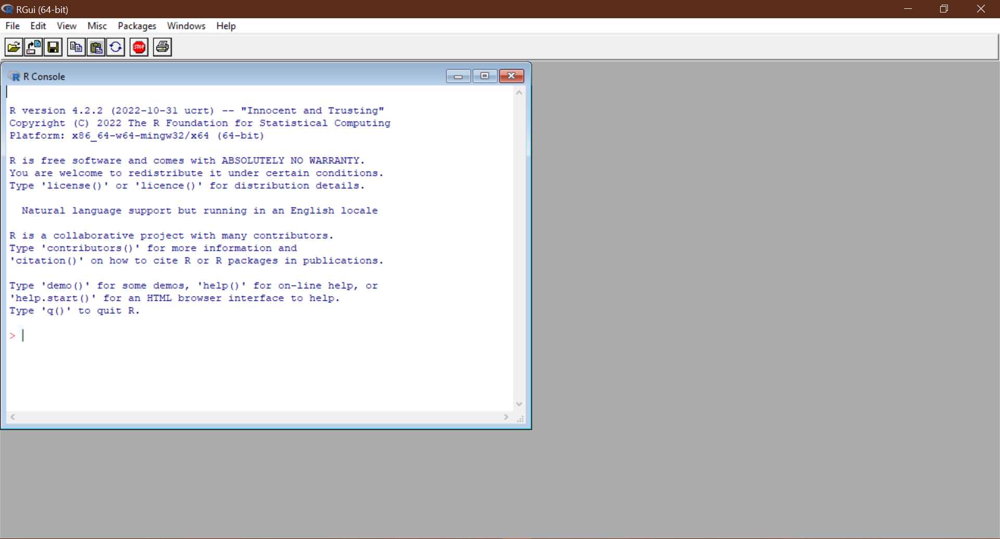 RGui (64-bit)
File Edit View Misc Packages Windows Help
STOP
R Console
R version 4.2.2 (2022-10-31 ucrt) -- "Innocent and Trusting"
Copyright (C) 2022 The R Foundation for Statistical Computing
Platform: x86_64-w64-mingw32/x64 (64-bit)
R is free software and comes with ABSOLUTELY NO WARRANTY.
You are welcome to redistribute it under certain conditions.
Type 'license()' or 'licence()' for distribution details.
Natural language support but running in an English locale
R is a collaborative project with many contributors.
Type 'contributors()' for more information and
'citation()' on how to cite R or R packages in publications.
Type 'demo()' for some demos, 'help()' for on-line help, or
'help.start()' for an HTML browser interface to help.
Type 'q()' to quit R.
>